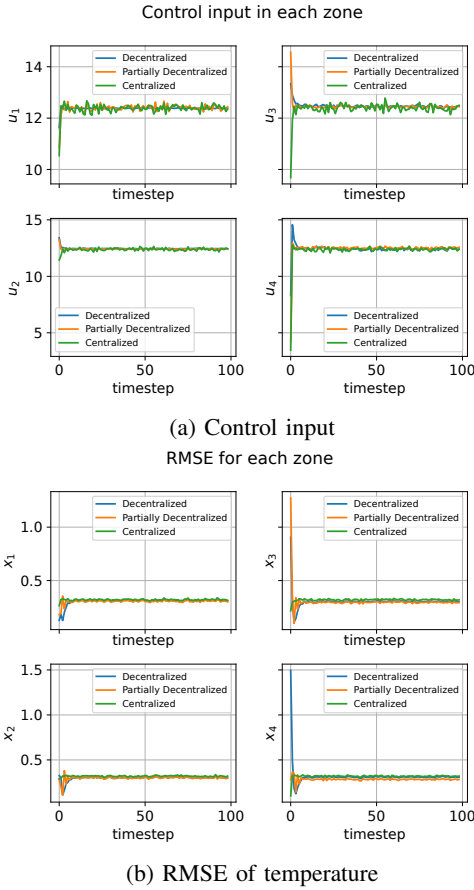 Control input in each zone
14
12
10
u1
Decentralized
Partially Decentralized
Centralized
timestep
u3
Decentralized
Partially Decentralized
Centralized
timestep
15
10
5
u2
Decentralized
Partially Decentralized
Centralized
0
50
100
timestep
u4
Decentralized
Partially Decentralized
Centralized
0
50
100
timestep
(a) Control input
RMSE for each zone
1.0
0.5
x1
Decentralized
Partially Decentralized
Centralized
timestep
x3
Decentralized
Partially Decentralized
Centralized
timestep
1.5
1.0
0.5
x2
Decentralized
Partially Decentralized
Centralized
0
50
100
timestep
x4
Decentralized
Partially Decentralized
Centralized
0
50
100
timestep
(b) RMSE of temperature